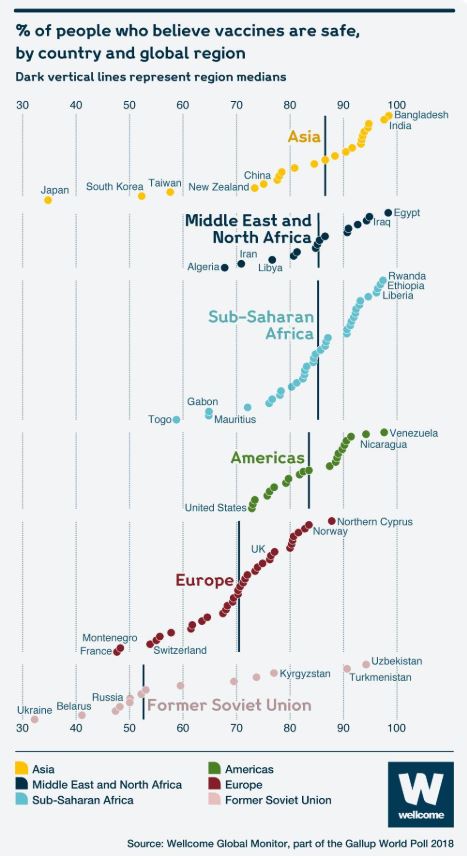 % of people who believe vaccines are safe,
by country and global region
Dark vertical lines represent region medians
30 40 50 60 70 80 90 100
Bangladesh
India
Asia
China
Taiwan
South Korea
New Zealand
Japan
Middle East and
North Africa
Egypt
Iraq
Iran
Libya
Algeria
Rwanda
Ethiopia
Liberia
Sub-Saharan
Africa
Gabon
Togo
Mauritius
Venezuela
Nicaragua
Americas
United States
Northern Cyprus
Norway
UK
Europe
Montenegro
France
Switzerland
Uzbekistan
Turkmenistan
Kyrgyzstan
Russia
Former Soviet Union
Belarus
Ukraine
30 40 50 60 70 80 90 100
Asia
Middle East and North Africa
Sub-Saharan Africa
Americas
Europe
Former Soviet Union
W
wellcome
Source: Wellcome Global Monitor, part of the Gallup World Poll 2018